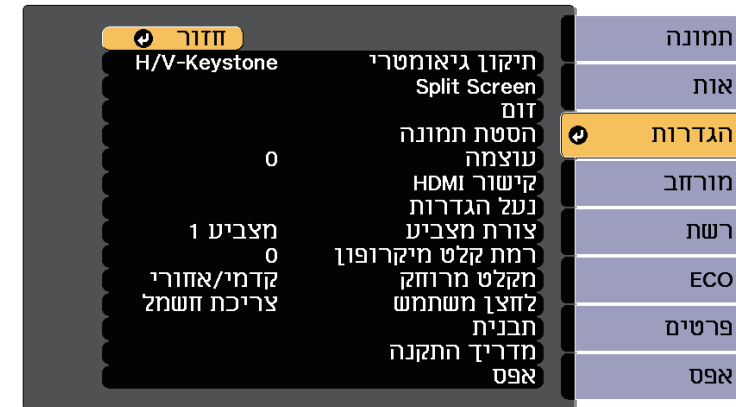 תמונה
אות
הגדרות
מורחב
רשת
ECO
פרטים
אפס
חזור
תיקון גיאומטרי H/V-Keystone
Split Screen
זום
הסטת תמונה
עוצמה 0
קישור HDMI
נעל הגדרות
צורת מצביע מצביע 1
רמת קלט מיקרופון 0
מקלט מרוחק קדמי/אחורי
לחצן משתמש צריכת חשמל
תבנית
מדריך התקנה
אפס